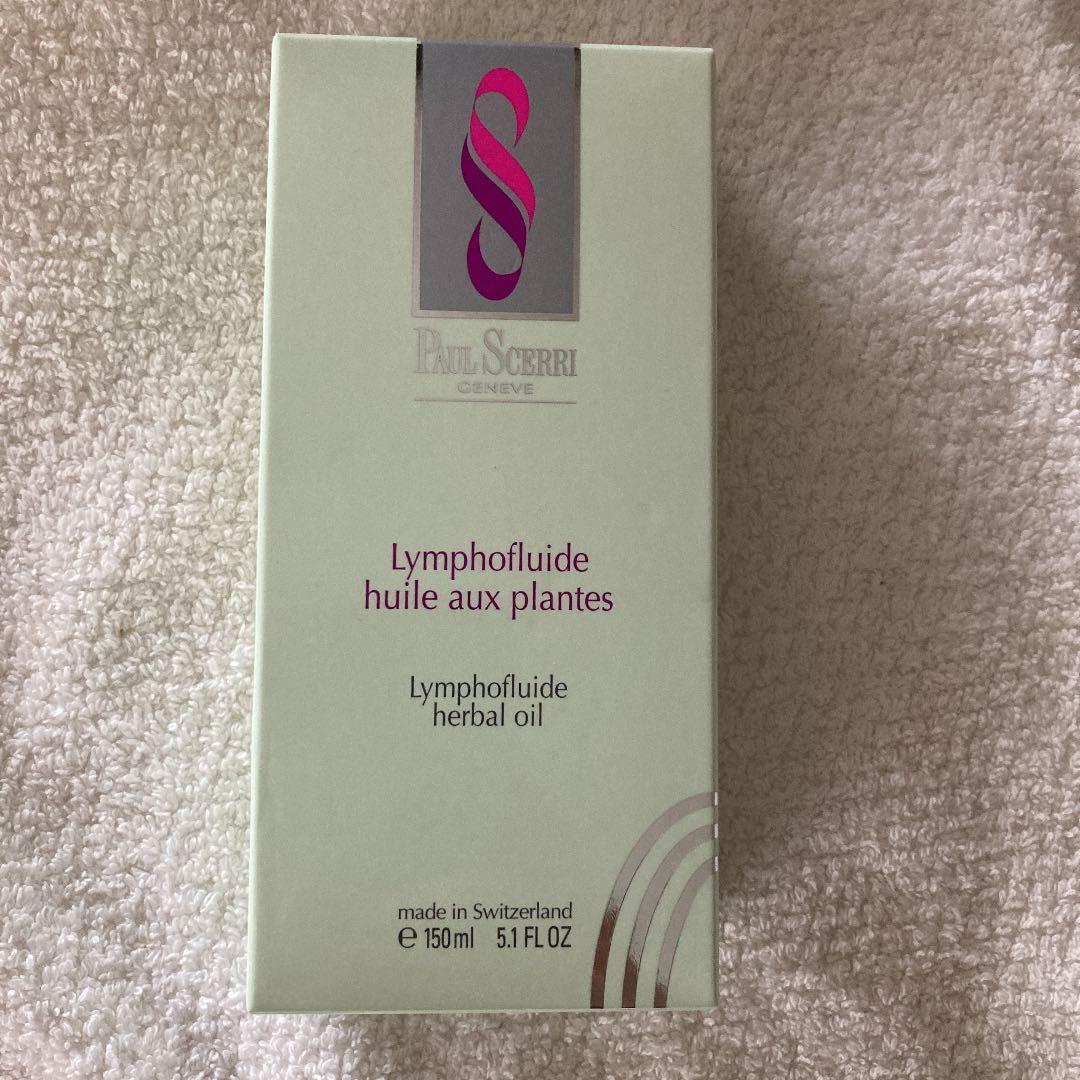 PAUL SCERRI
GENEVE
Lymphofluide
huile aux plantes
Lymphofluide
herbal oil
made in Switzerland
℮ 150ml 5.1 FL OZ